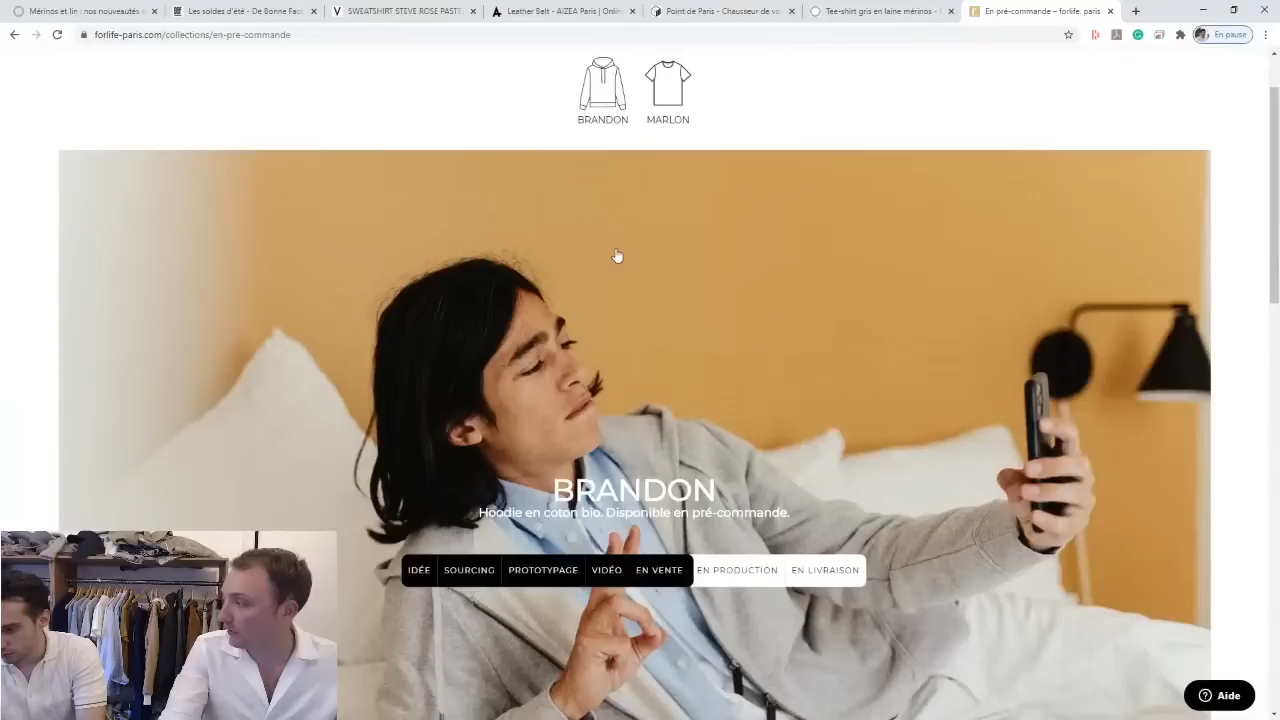 Mérinos et lin : nos nouveautés
Les soldes d'été - De Bonne Fac
SWEATSHIRT STEVE ROSE PASTE
Leather Belt - AIZEA Paris | Onlin
Point de Paris - Chausseur de vo
Tee-shirt gris en laine mérinos -
En pré-commande – forlife. paris
forlife-paris.com/collections/en-pre-commande
En pause
BRANDON
MARLON
BRANDON
Hoodie en coton bio. Disponible en pré-commande.
IDÉE SOURCING PROTOTYPAGE VIDÉO EN VENTE EN PRODUCTION EN LIVRAISON
Aide